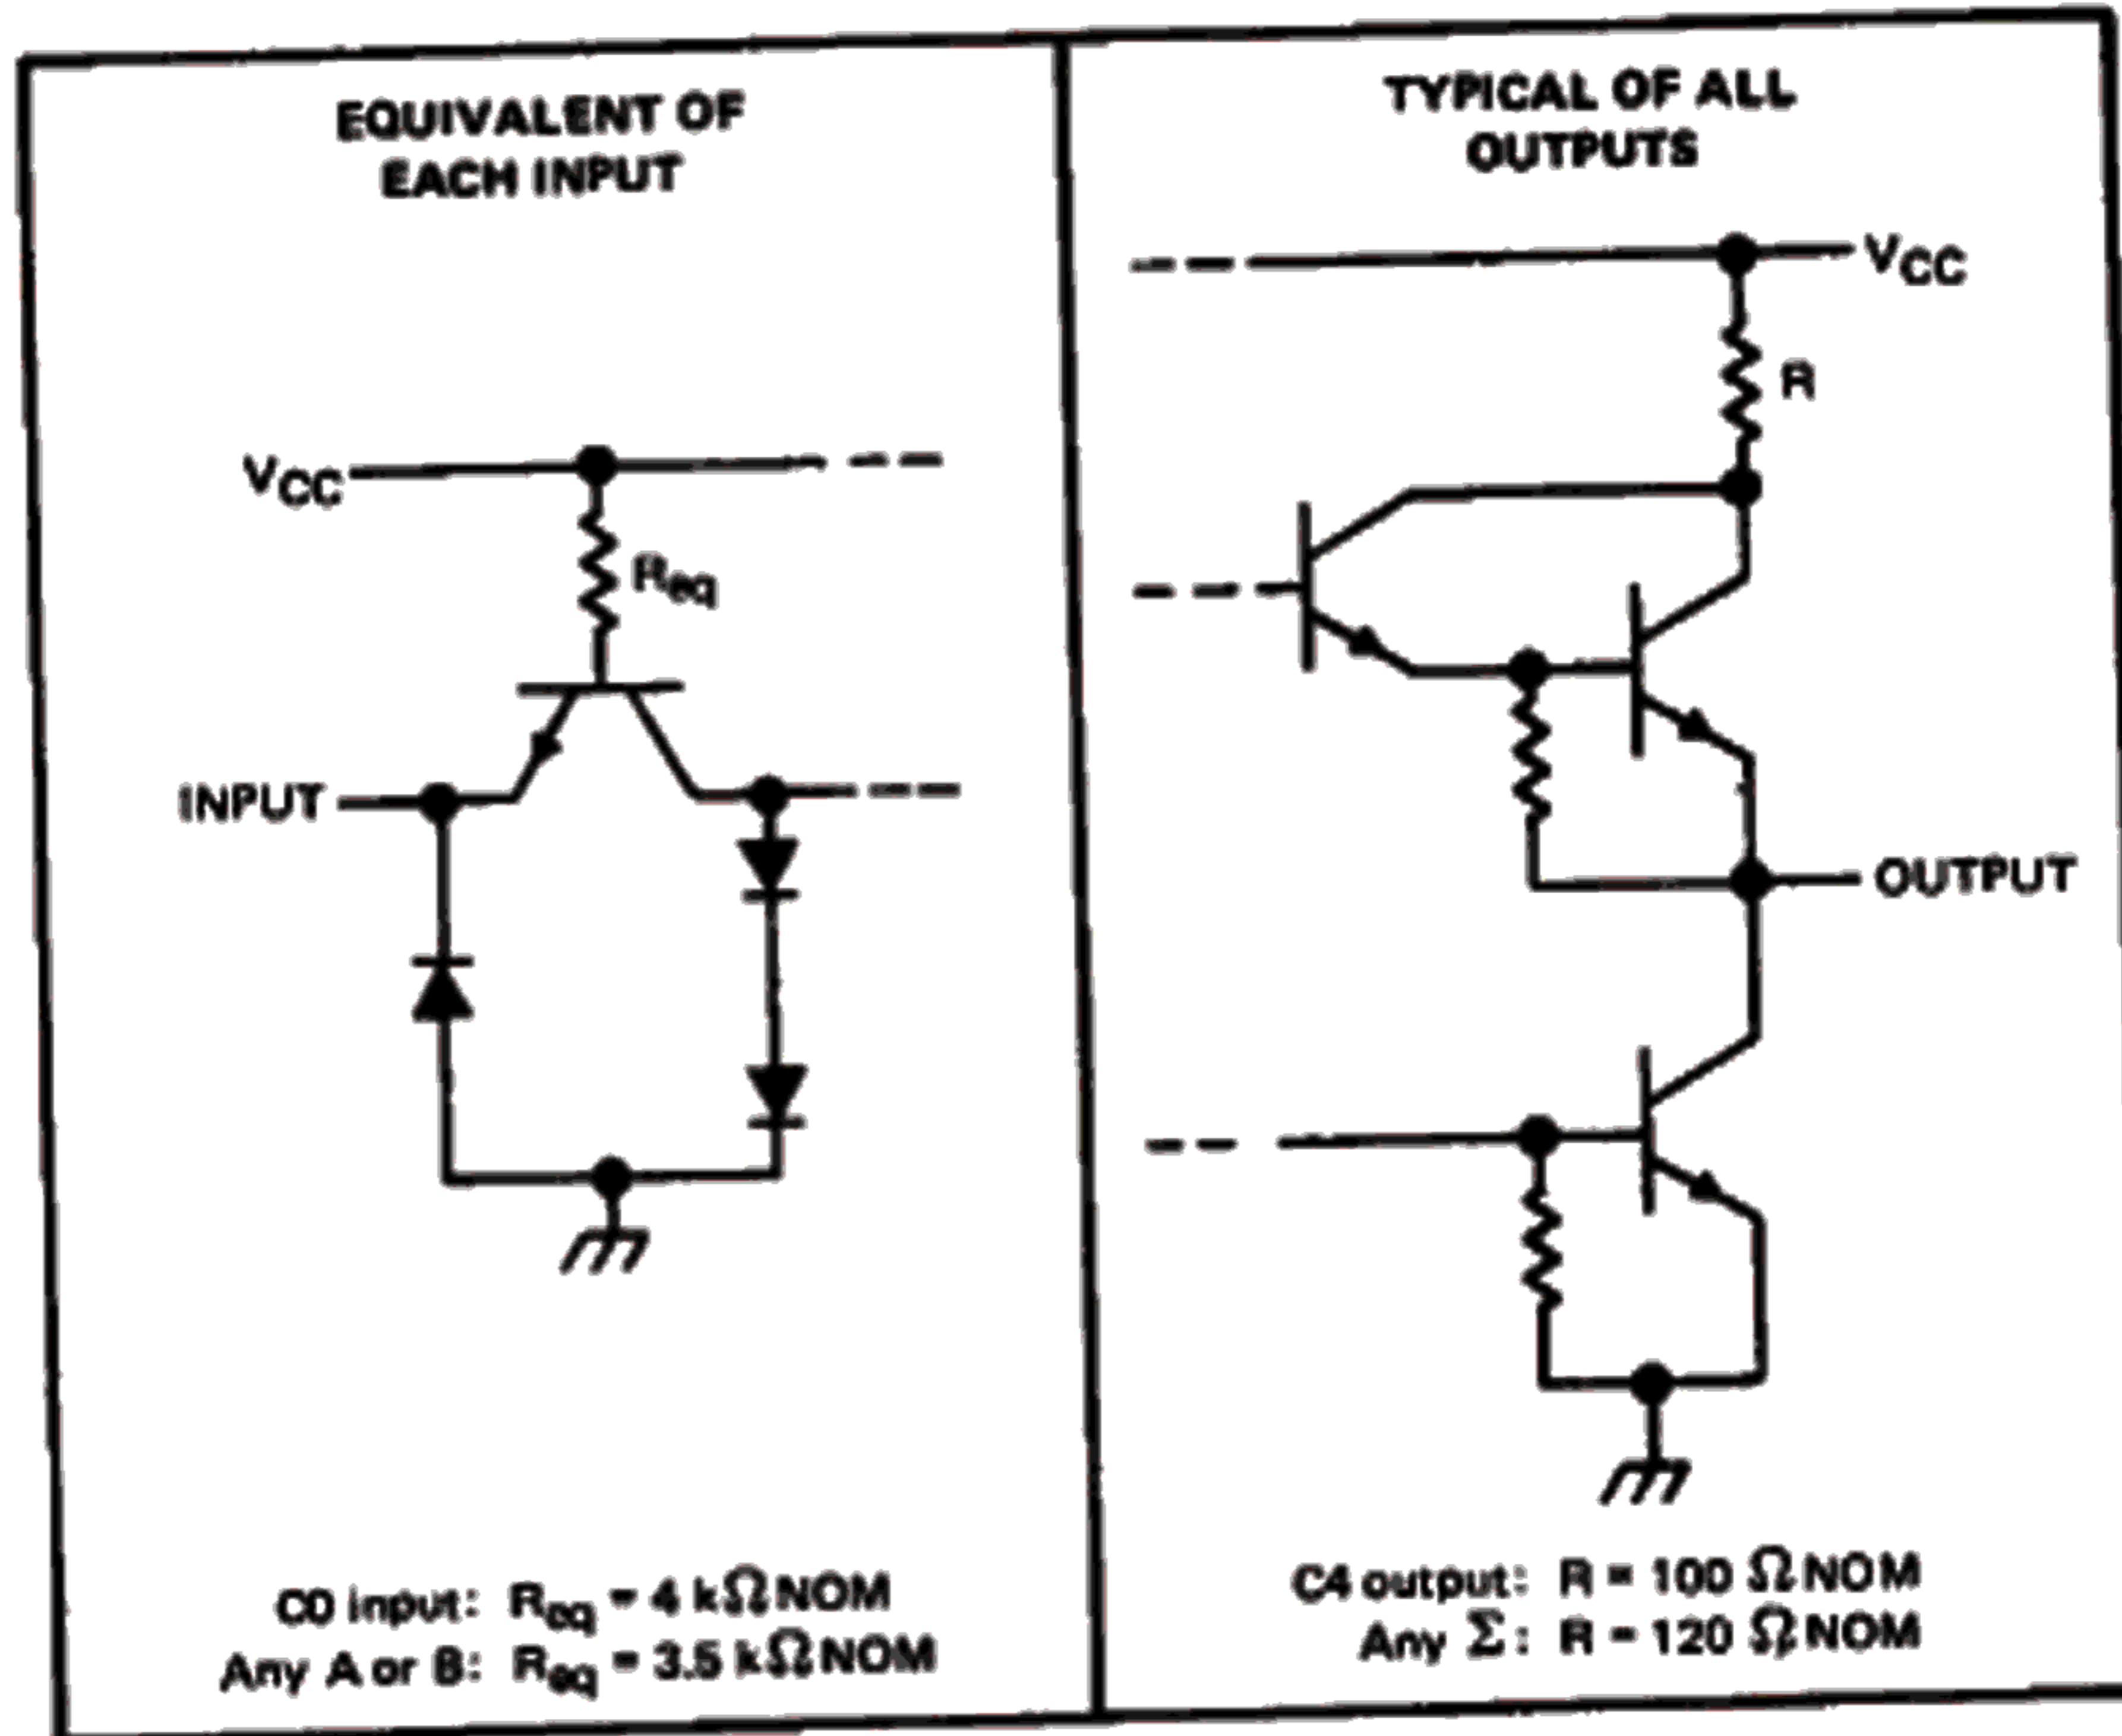 EQUIVALENT OF
EACH INPUT
VCC
Req
INPUT
C0 input: Req = 4 kΩ NOM
Any A or B: Req = 3.5 kΩ NOM
TYPICAL OF ALL
OUTPUTS
VCC
R
OUTPUT
C4 output: R = 100 Ω NOM
Any Σ: R = 120 Ω NOM